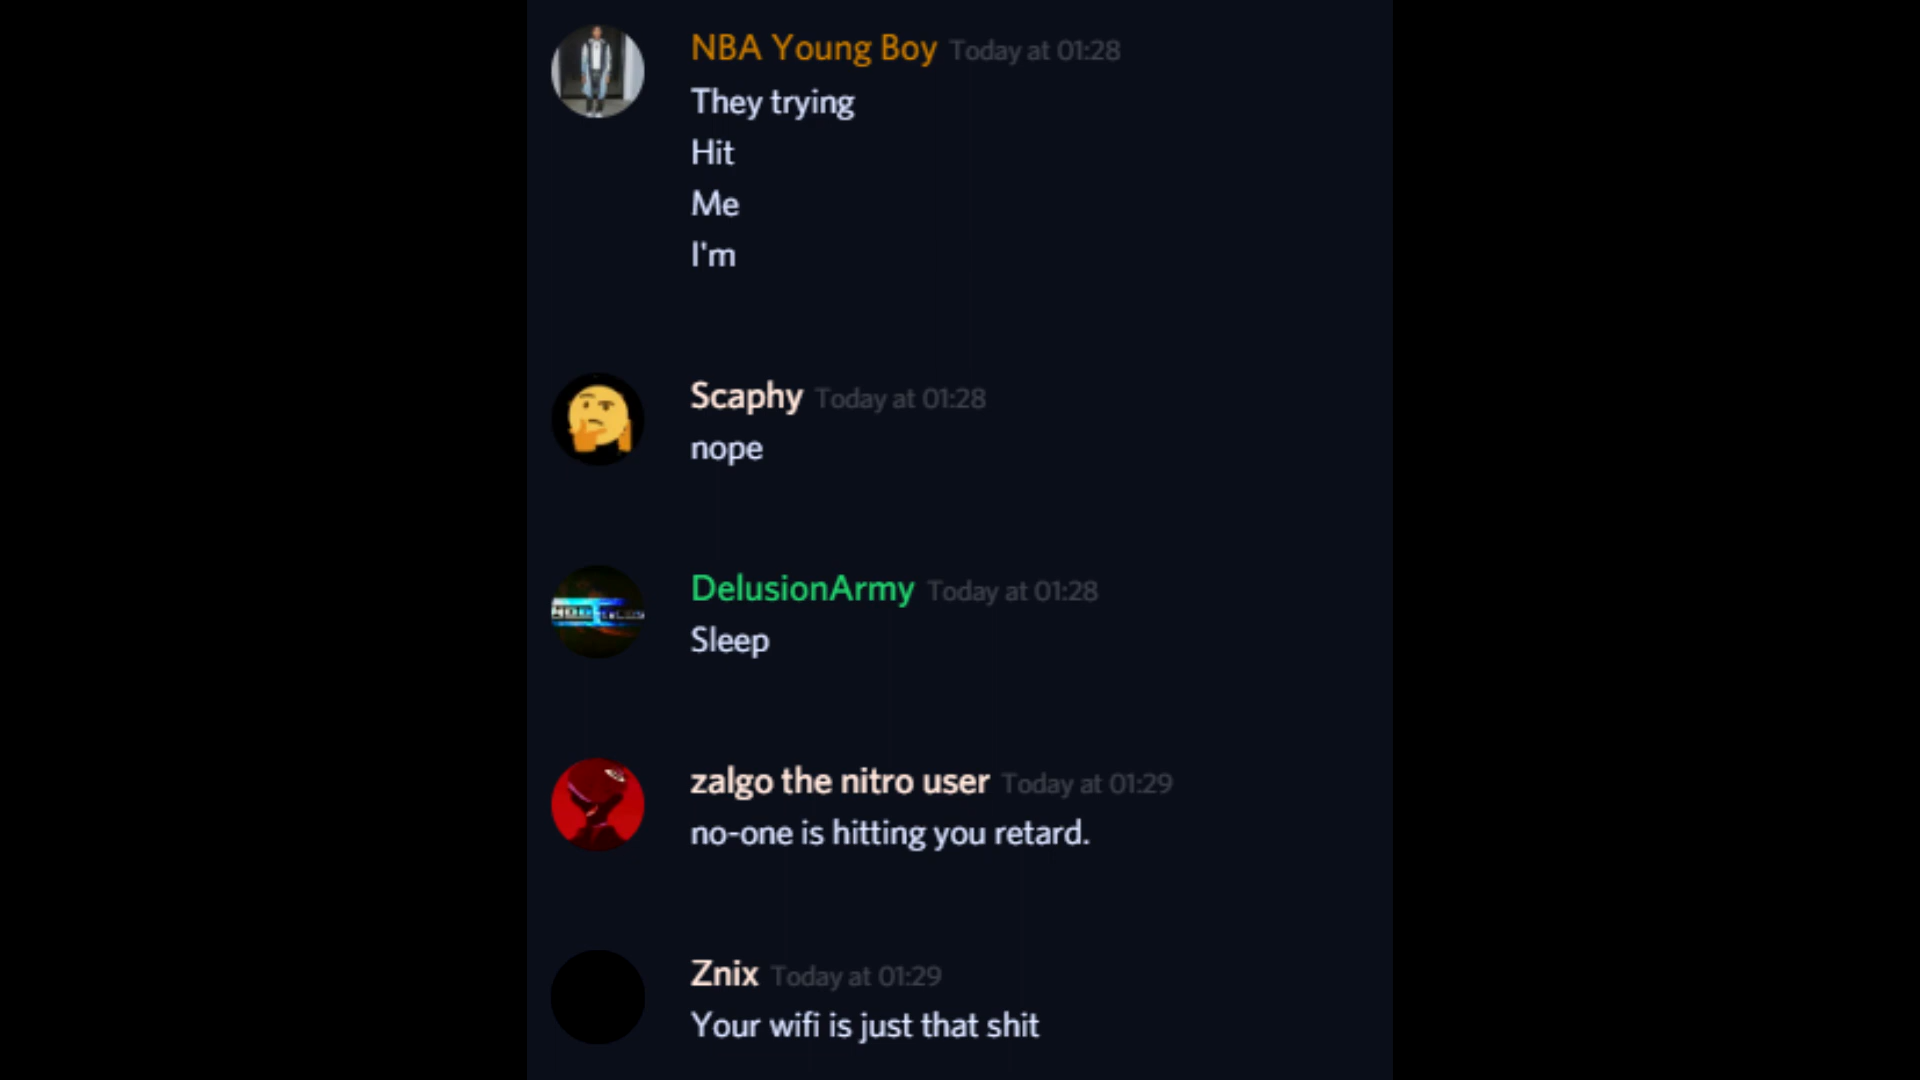 NBA Young Boy Today at 01:28
They trying
Hit
Me
I'm
Scaphy Today at 01:28
nope
DelusionArmy Today at 01:28
Sleep
zalgo the nitro user Today at 01:29
no-one is hitting you retard.
Znix Today at 01:29
Your wifi is just that shit